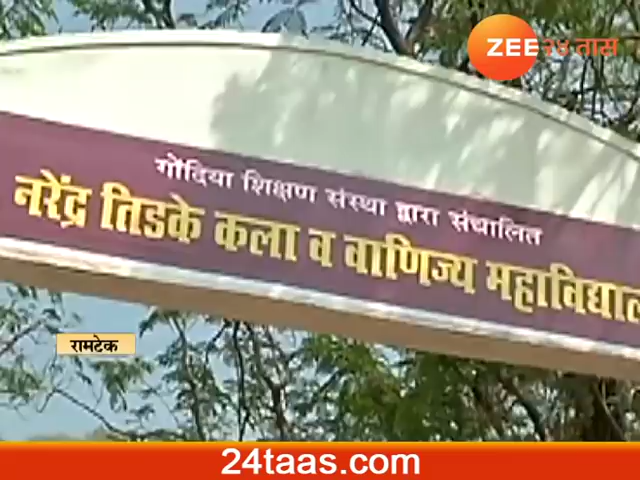 ZEE २४ तास
गोंदिया शिक्षण संस्था द्वारा संचालित
नरेंद्र तिडके कला व वाणिज्य महाविद्याल
रामटेक
24taas.com